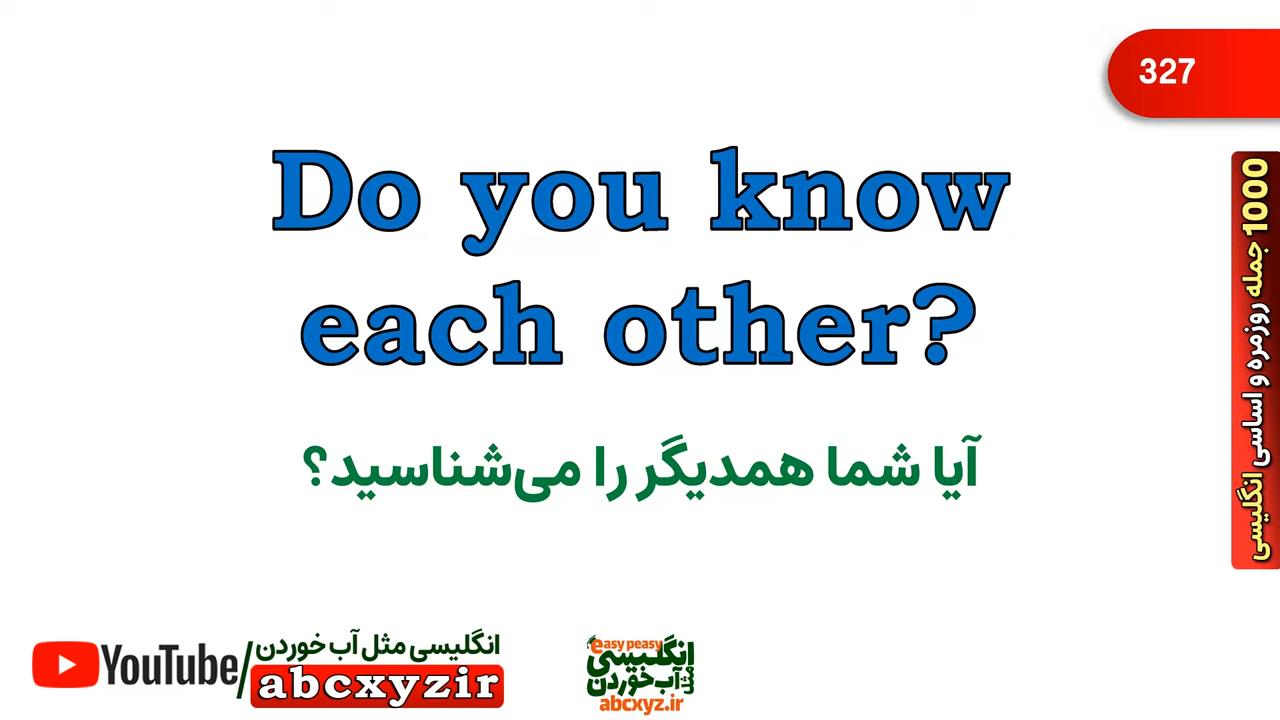 327
1000 جمله روزمره و اساسی انگلیسی
Do you know
each other?
آیا شما همدیگر را می‌شناسید؟
YouTube/
انگلیسی مثل آب خوردن
abcxyzir
easy peasy
انگلیسی
مثل
آب خوردن
abcxyz.ir